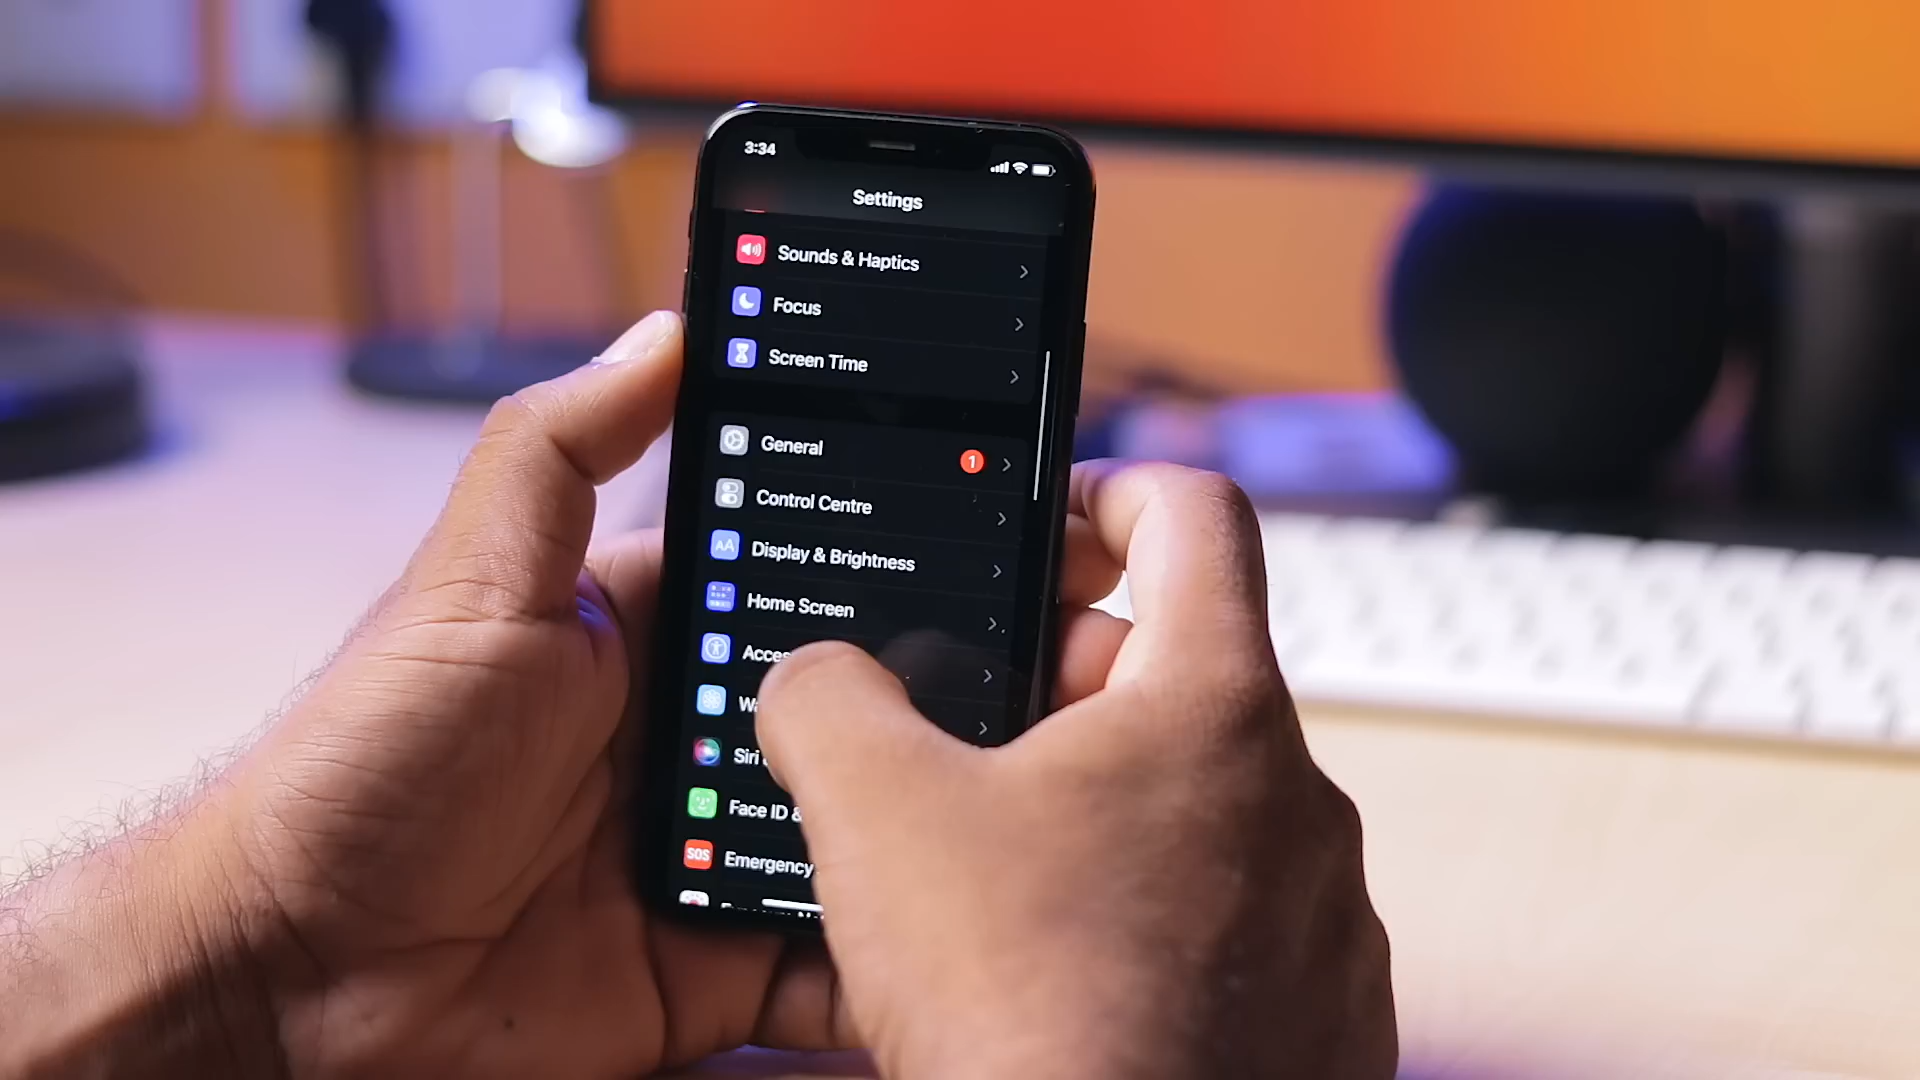 3:34
Settings
Sounds & Haptics
Focus
Screen Time
General 1
Control Centre
Display & Brightness
Home Screen
Siri
Face ID &
SOS Emergency